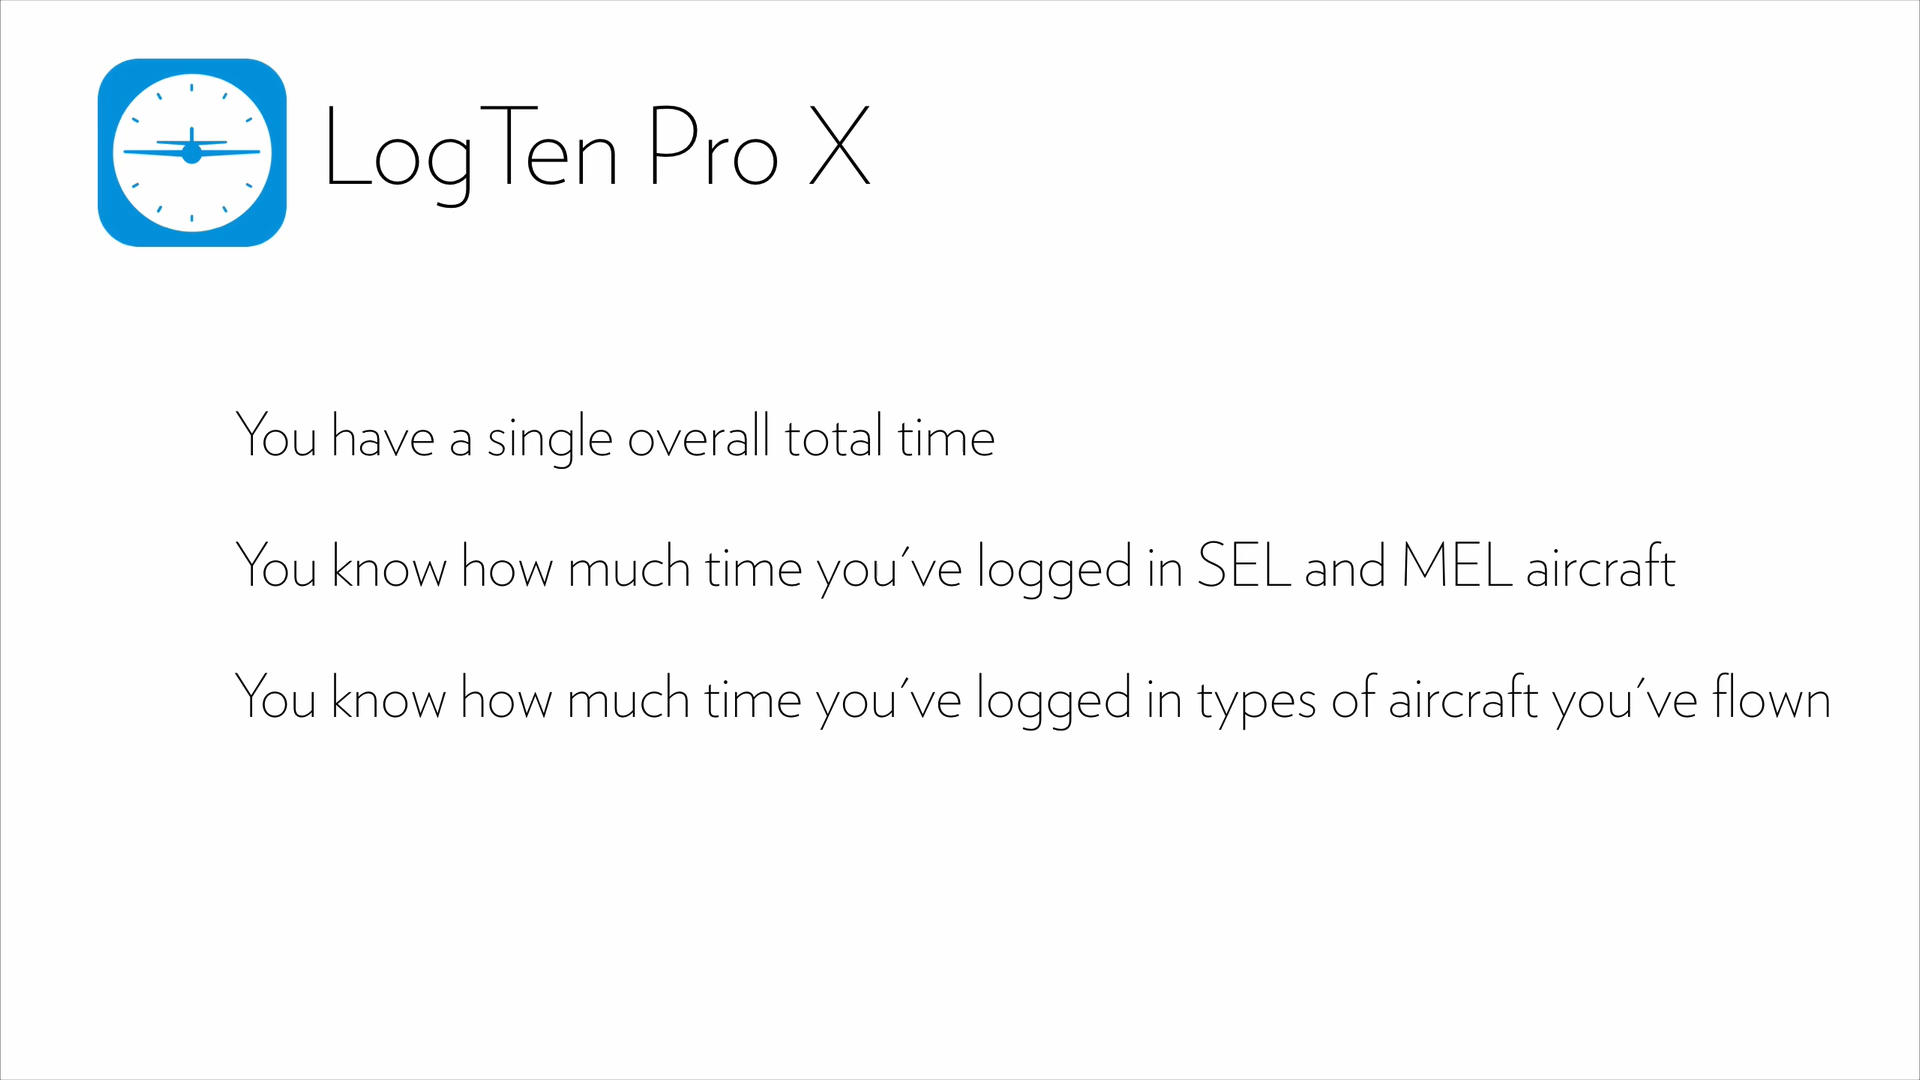 LogTen Pro X
You have a single overall total time
You know how much time you've logged in SEL and MEL aircraft
You know how much time you've logged in types of aircraft you've flown